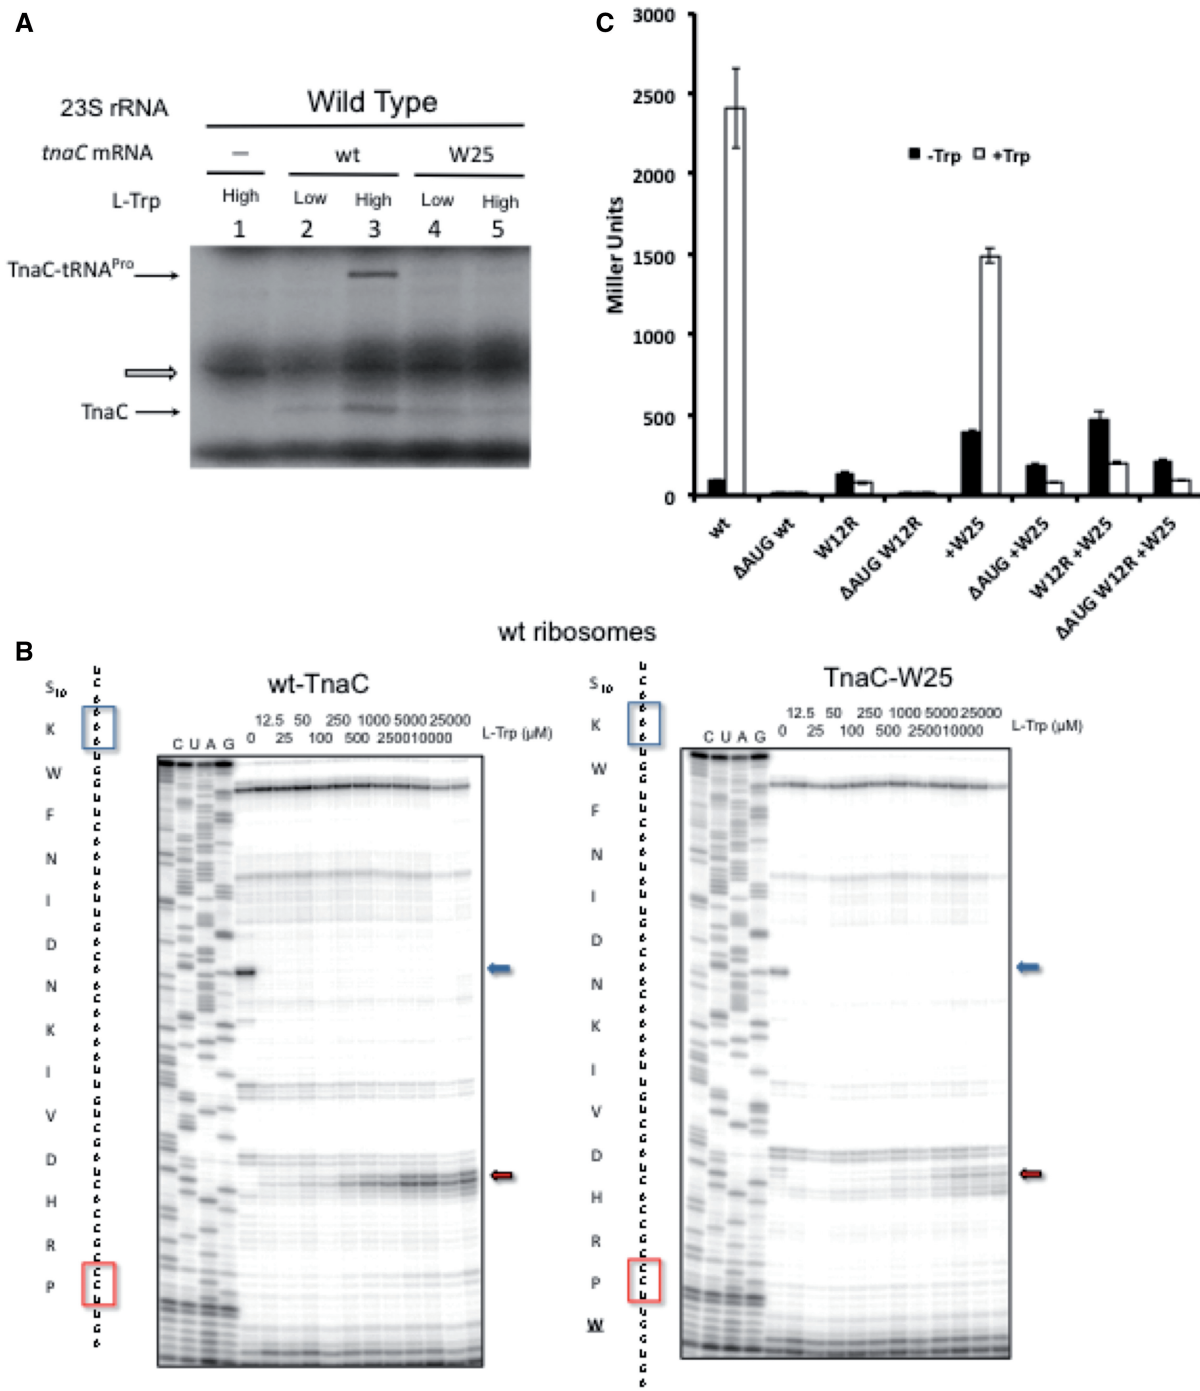 A
23S rRNA
Wild Type
tnaC mRNA
–
wt
W25
L-Trp
High
Low
High
Low
High
1
2
3
4
5
TnaC-tRNAPro
TnaC
C
3000
2500
2000
1500
1000
500
0
Miller Units
-Trp
+Trp
wt
ΔAUG wt
W12R
ΔAUG W12R
+W25
ΔAUG +W25
W12R +W25
ΔAUG W12R +W25
B
wt ribosomes
wt-TnaC
12.5 50 250 1000 5000 25000
0 25 100 500 2500 10000
L-Trp (µM)
C U A G
S10
K
W
F
N
I
D
N
K
I
V
D
H
R
P
TnaC-W25
12.5 50 250 1000 5000 25000
0 25 100 500 2500 10000
L-Trp (µM)
C U A G
S10
K
W
F
N
I
D
N
K
I
V
D
H
R
P
W